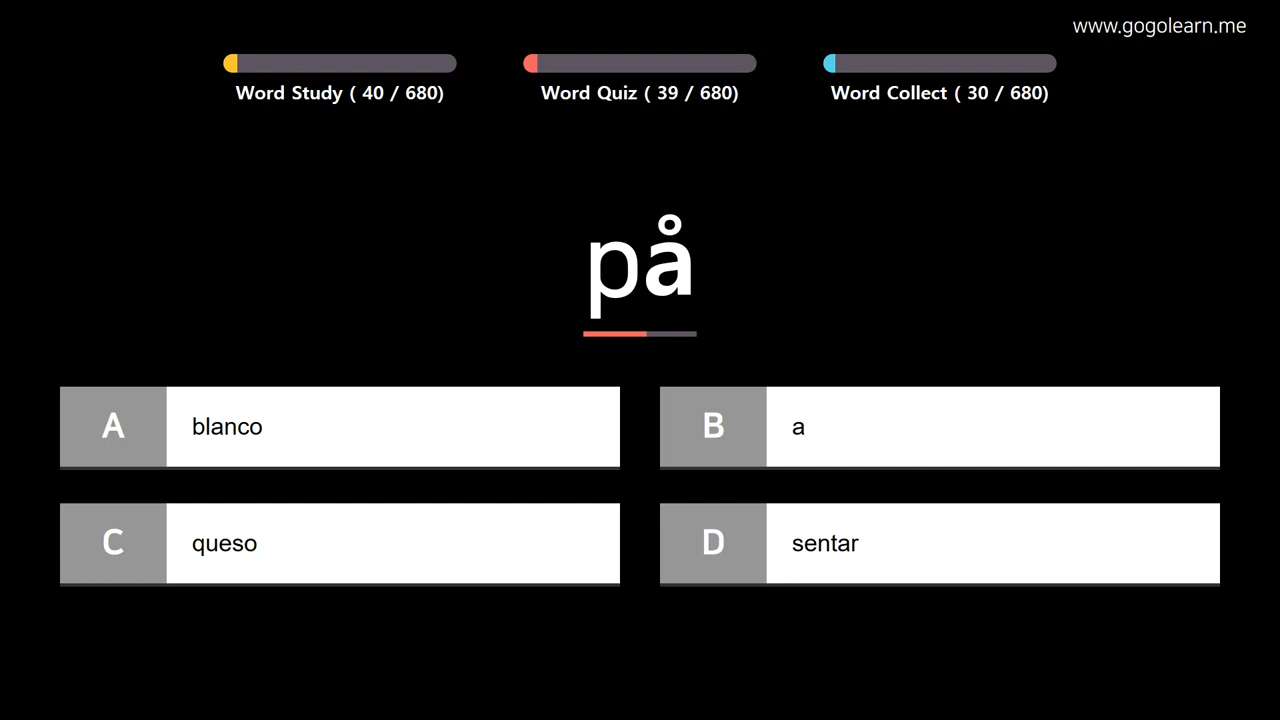 www.gogolearn.me
Word Study ( 40 / 680)
Word Quiz ( 39 / 680)
Word Collect ( 30 / 680)
på
A blanco
B a
C queso
D sentar